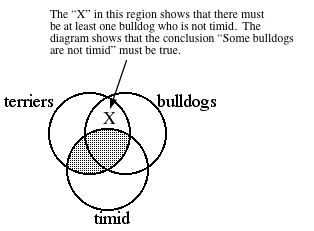 The “X” in this region shows that there must
be at least one bulldog who is not timid.  The
diagram shows that the conclusion “Some bulldogs
are not timid” must be true.
terriers
bulldogs
X
timid